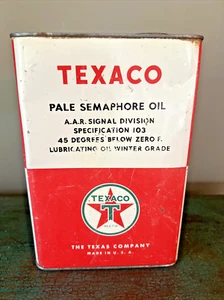 TEXACO
PALE SEMAPHORE OIL
A.A.R. SIGNAL DIVISION
SPECIFICATION 103
45 DEGREES BELOW ZERO F.
LUBRICATING OIL WINTER GRADE
TEXACO
T
THE TEXAS COMPANY
MADE IN U. S. A.